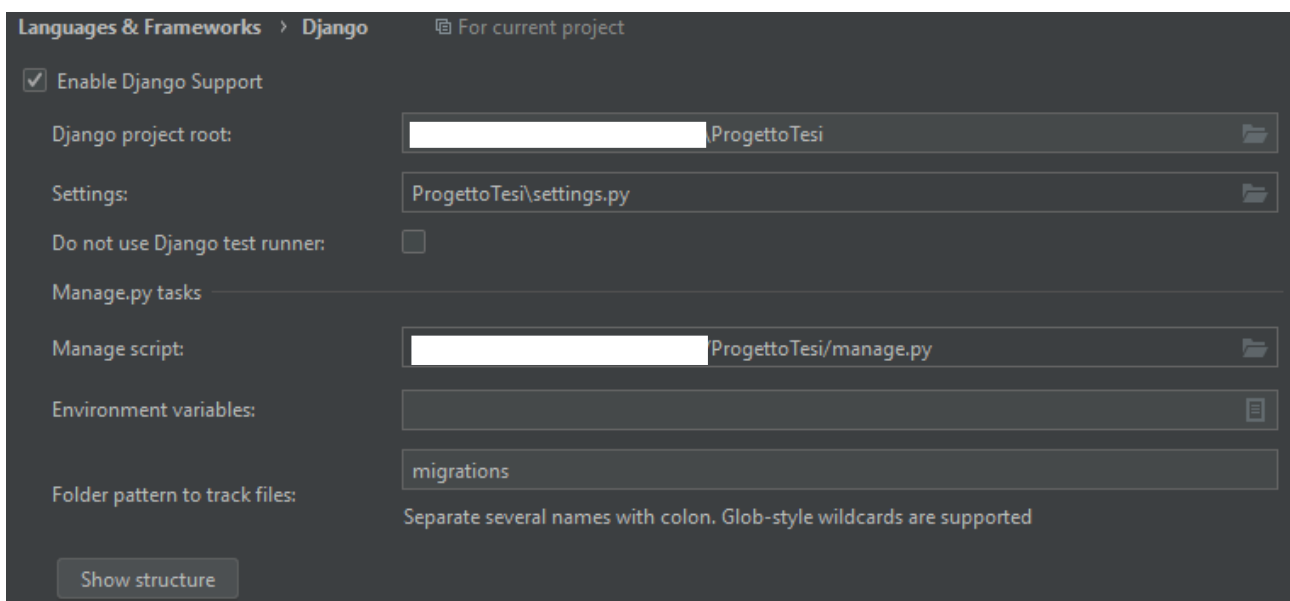 Languages & Frameworks › Django For current project
Enable Django Support
Django project root: \ProgettoTesi
Settings: ProgettoTesi\settings.py
Do not use Django test runner:
Manage.py tasks
Manage script: /ProgettoTesi/manage.py
Environment variables:
Folder pattern to track files: migrations
Separate several names with colon. Glob-style wildcards are supported
Show structure